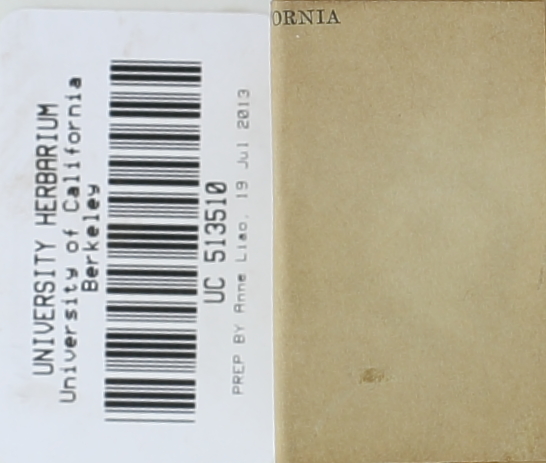 UNIVERSITY HERBARIUM
University of California
Berkeley
UC 513510
PREP BY Anne Liao, 19 Jul 2013
ORNIA